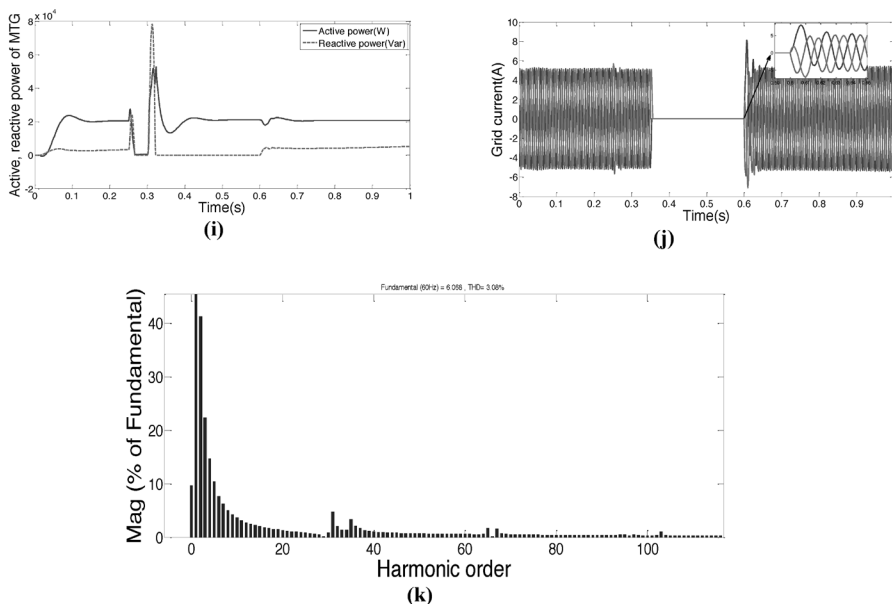 x 10^4
Active, reactive power of MTG
8
6
4
2
0
-2
Active power(W)
Reactive power(Var)
0 0.1 0.2 0.3 0.4 0.5 0.6 0.7 0.8 0.9 1
Time(s)
(i)
Grid current(A)
10
8
6
4
2
0
-2
-4
-6
-8
0 0.1 0.2 0.3 0.4 0.5 0.6 0.7 0.8 0.9
Time(s)
(j)
Fundamental (60Hz) = 6.068 , THD= 3.08%
Mag (% of Fundamental)
40
30
20
10
0
0 20 40 60 80 100
Harmonic order
(k)